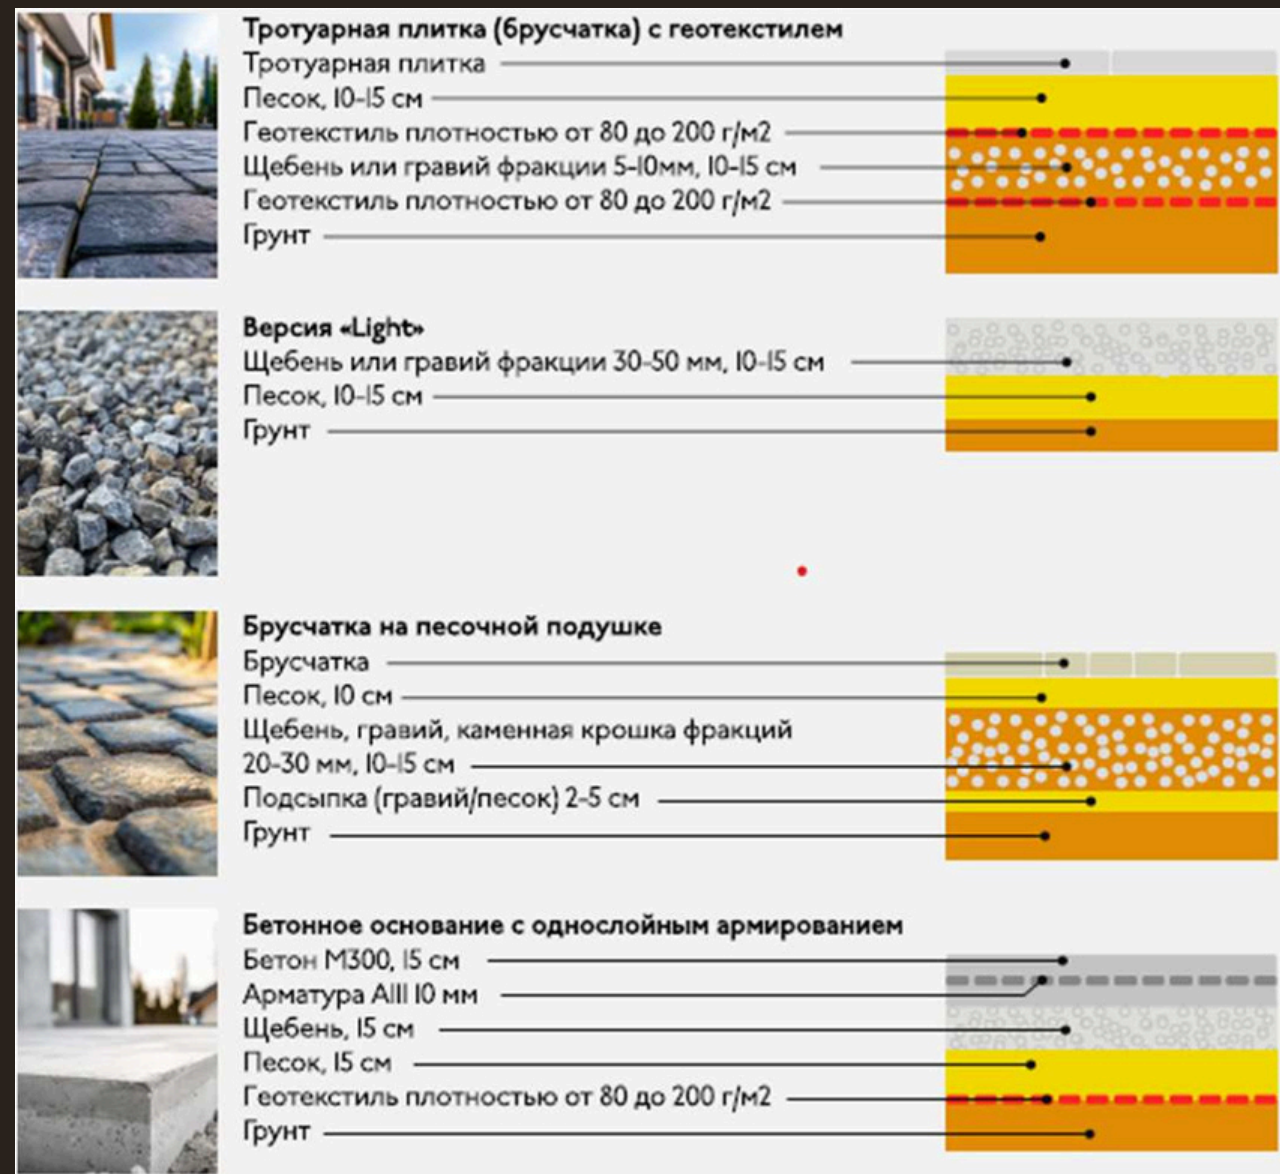 Тротуарная плитка (брусчатка) с геотекстилем
Тротуарная плитка
Песок, 10-15 см
Геотекстиль плотностью от 80 до 200 г/м2
Щебень или гравий фракции 5-10мм, 10-15 см
Геотекстиль плотностью от 80 до 200 г/м2
Грунт
Версия «Light»
Щебень или гравий фракции 30-50 мм, 10-15 см
Песок, 10-15 см
Грунт
Брусчатка на песочной подушке
Брусчатка
Песок, 10 см
Щебень, гравий, каменная крошка фракций
20-30 мм, 10-15 см
Подсыпка (гравий/песок) 2-5 см
Грунт
Бетонное основание с однослойным армированием
Бетон М300, 15 см
Арматура АIII 10 мм
Щебень, 15 см
Песок, 15 см
Геотекстиль плотностью от 80 до 200 г/м2
Грунт